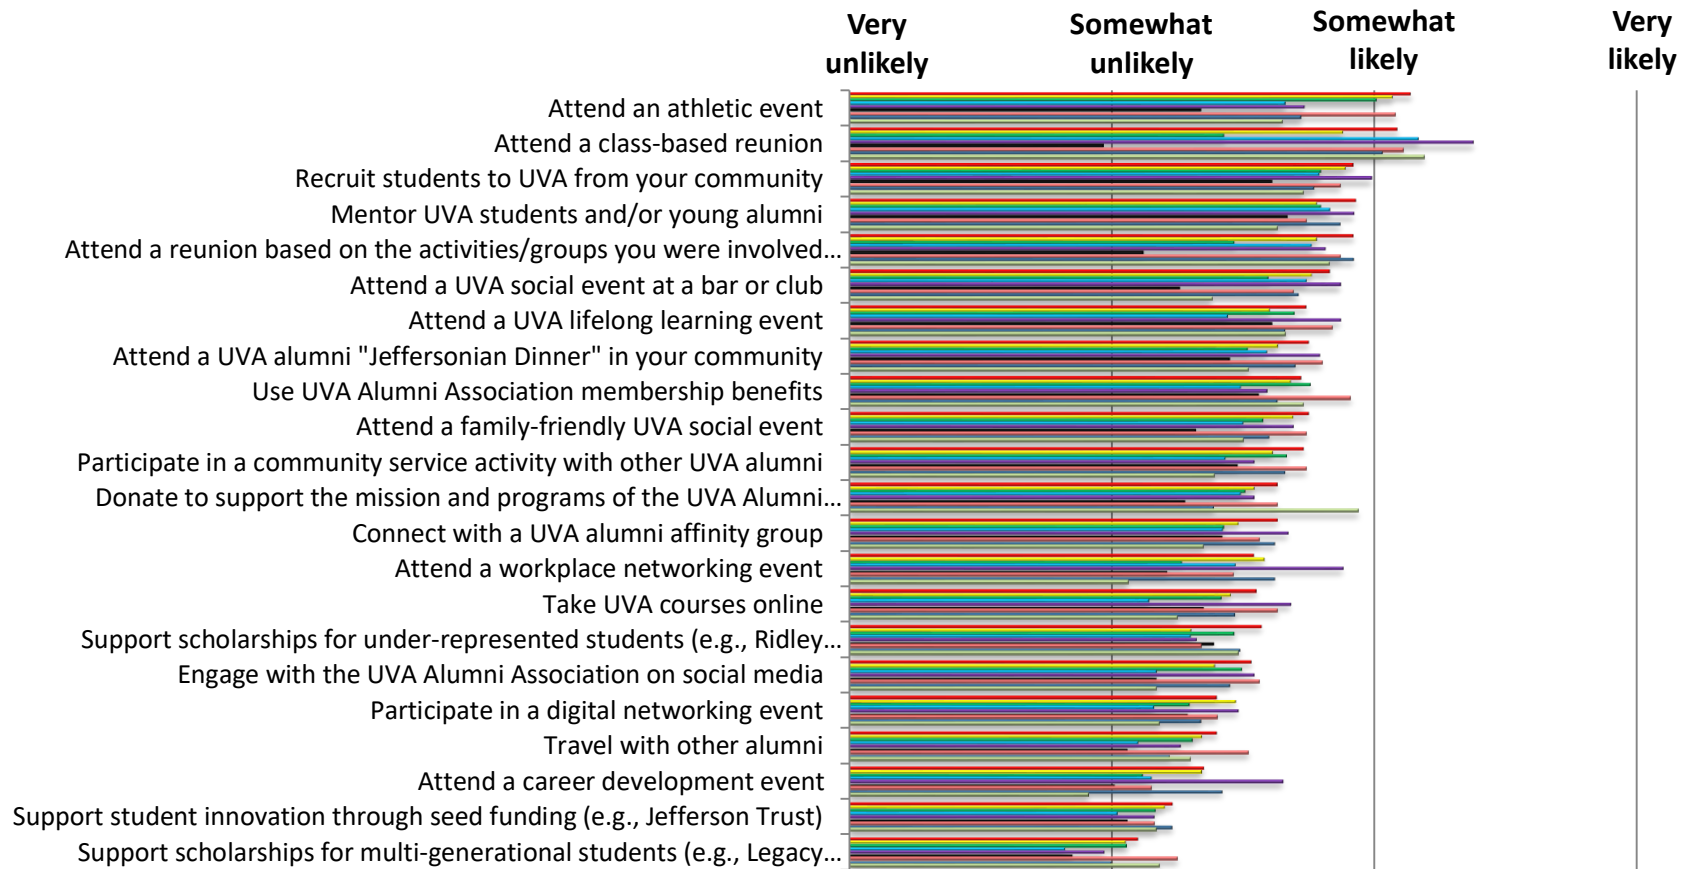 Very unlikely
Somewhat unlikely
Somewhat likely
Very likely
Attend an athletic event
Attend a class-based reunion
Recruit students to UVA from your community
Mentor UVA students and/or young alumni
Attend a reunion based on the activities/groups you were involved...
Attend a UVA social event at a bar or club
Attend a UVA lifelong learning event
Attend a UVA alumni "Jeffersonian Dinner" in your community
Use UVA Alumni Association membership benefits
Attend a family-friendly UVA social event
Participate in a community service activity with other UVA alumni
Donate to support the mission and programs of the UVA Alumni...
Connect with a UVA alumni affinity group
Attend a workplace networking event
Take UVA courses online
Support scholarships for under-represented students (e.g., Ridley...
Engage with the UVA Alumni Association on social media
Participate in a digital networking event
Travel with other alumni
Attend a career development event
Support student innovation through seed funding (e.g., Jefferson Trust)
Support scholarships for multi-generational students (e.g., Legacy...